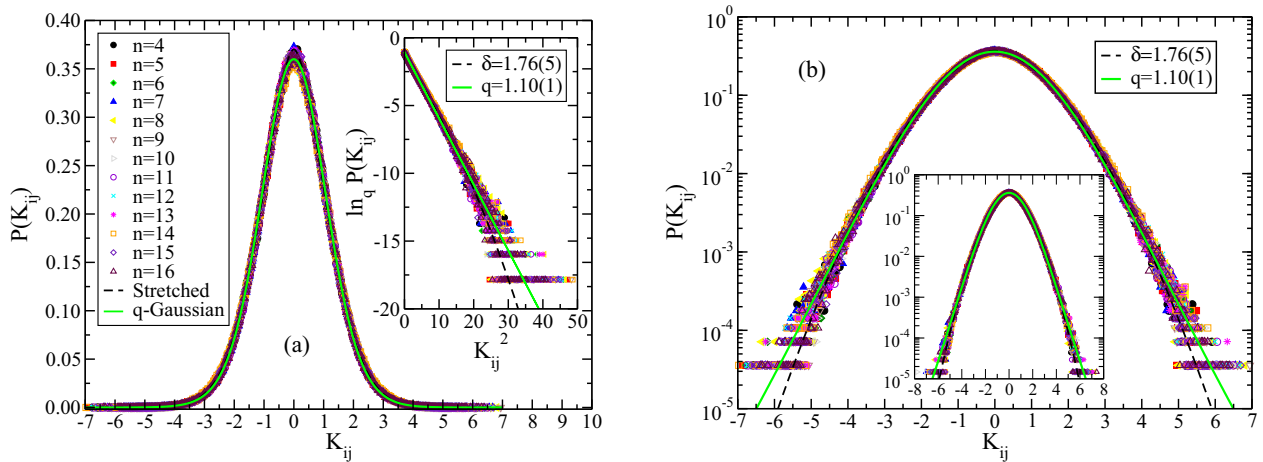 0.40
0.35
0.30
0.25
0.20
0.15
0.10
0.05
0.00
P(K_ij)
n=4
n=5
n=6
n=7
n=8
n=9
n=10
n=11
n=12
n=13
n=14
n=15
n=16
Stretched
q-Gaussian
(a)
-7 -6 -5 -4 -3 -2 -1 0 1 2 3 4 5 6 7 8 9 10
K_ij
0
-5
-10
-15
-20
ln_q P(K_ij)
δ=1.76(5)
q=1.10(1)
0 10 20 30 40 50
K_ij^2
10^0
10^-1
10^-2
10^-3
10^-4
10^-5
P(K_ij)
(b)
δ=1.76(5)
q=1.10(1)
-7 -6 -5 -4 -3 -2 -1 0 1 2 3 4 5 6 7
K_ij
10^0
10^-1
10^-2
10^-3
10^-4
10^-5
-8 -6 -4 -2 0 2 4 6 8